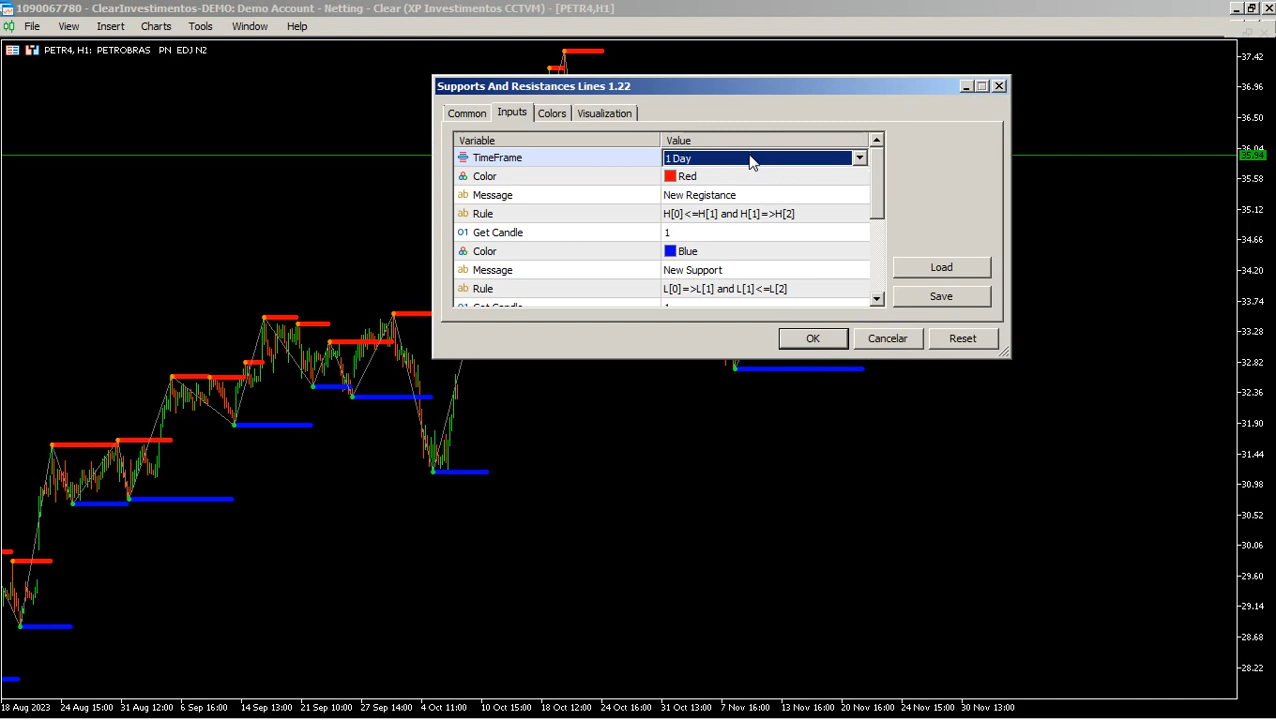 1090067780 - ClearInvestimentos-DEMO: Demo Account - Netting - Clear (XP Investimentos CCTVM) - [PETR4,H1]
File View Insert Charts Tools Window Help
PETR4, H1: PETROBRAS PN EDJ N2
Supports And Resistances Lines 1.22
Common Inputs Colors Visualization
Variable Value
TimeFrame 1 Day
Color Red
Message New Registance
Rule H[0]<=H[1] and H[1]=>H[2]
Get Candle 1
Color Blue
Message New Support
Rule L[0]=>L[1] and L[1]<=L[2]
Get Candle 1
Load
Save
OK Cancelar Reset
37.42
36.96
36.50
36.04
35.94
35.58
35.12
34.66
34.20
33.74
33.28
32.82
32.36
31.90
31.44
30.98
30.52
30.06
29.60
29.14
28.68
28.22
18 Aug 2023 24 Aug 15:00 31 Aug 12:00 6 Sep 16:00 14 Sep 13:00 21 Sep 10:00 27 Sep 14:00 4 Oct 11:00 10 Oct 15:00 18 Oct 12:00 24 Oct 16:00 31 Oct 13:00 7 Nov 16:00 13 Nov 16:00 20 Nov 16:00 24 Nov 15:00 30 Nov 13:00